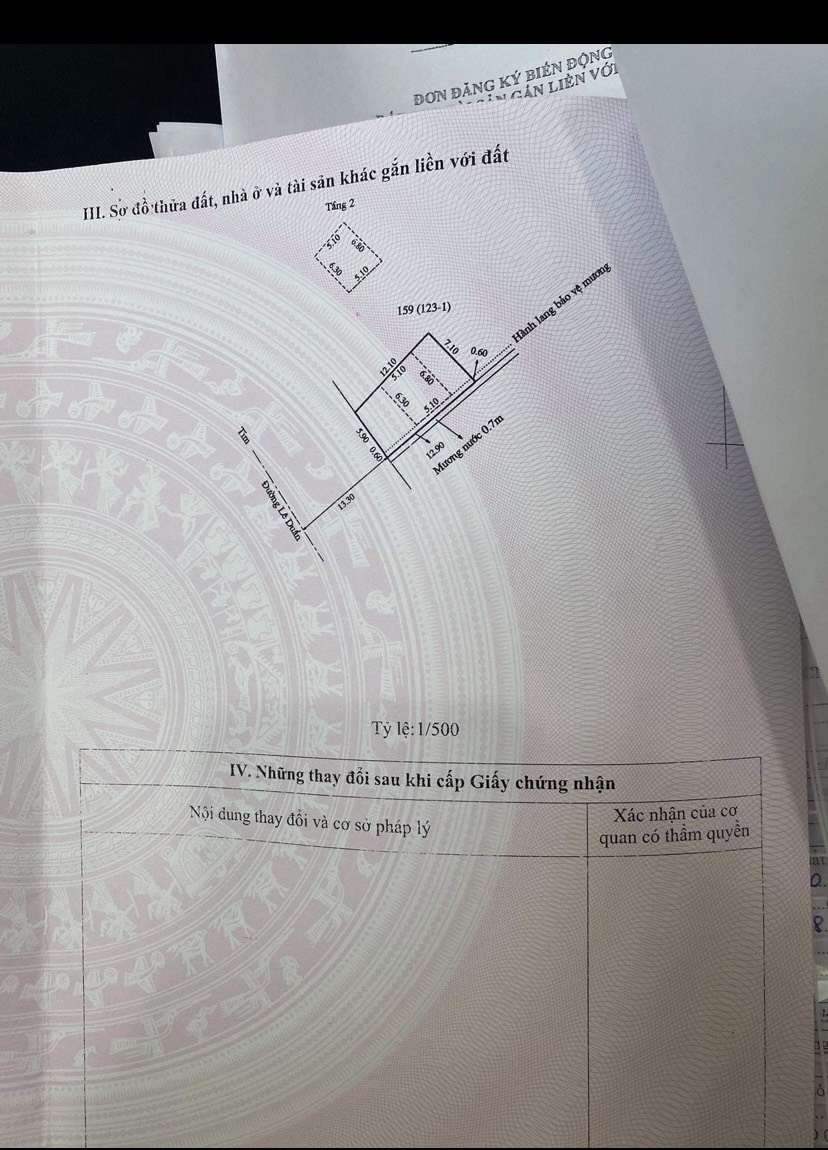 ĐƠN ĐĂNG KÝ BIẾN ĐỘNG
GẮN LIỀN VỚI
III. Sơ đồ thửa đất, nhà ở và tài sản khác gắn liền với đất
Tầng 2
5.10
6.80
6.30
5.10
159 (123-1)
Hành lang bảo vệ mương
12.10
5.10
7.10
0.60
6.80
6.30
5.10
5.90
0.60
12.90
Mương nước 0.7m
Tim
Đường Lê Duẩn
13.30
Tỷ lệ:1/500
IV. Những thay đổi sau khi cấp Giấy chứng nhận
Nội dung thay đổi và cơ sở pháp lý
Xác nhận của cơ
quan có thẩm quyền